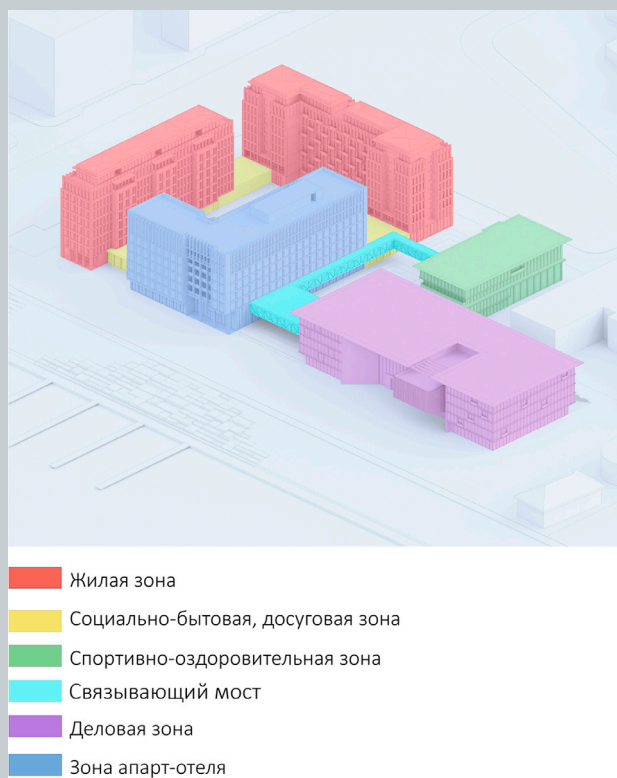 Жилая зона
Социально-бытовая, досуговая зона
Спортивно-оздоровительная зона
Связывающий мост
Деловая зона
Зона апарт-отеля